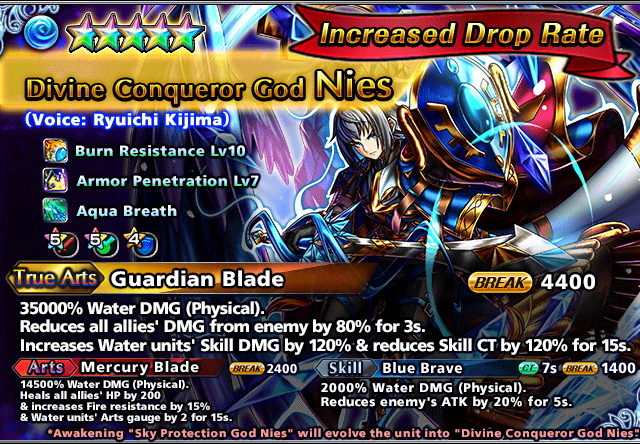 Increased Drop Rate
Divine Conqueror God Nies
(Voice: Ryuichi Kijima)
Burn Resistance Lv10
Armor Penetration Lv7
Aqua Breath
5 5 4
True Arts Guardian Blade BREAK 4400
35000% Water DMG (Physical).
Reduces all allies' DMG from enemy by 80% for 3s.
Increases Water units' Skill DMG by 120% & reduces Skill CT by 120% for 15s.
Arts Mercury Blade BREAK 2400
14500% Water DMG (Physical).
Heals all allies' HP by 200
& increases Fire resistance by 15%
& Water units' Arts gauge by 2 for 15s.
Skill Blue Brave CT 7s BREAK 1400
2000% Water DMG (Physical).
Reduces enemy's ATK by 20% for 5s.
*Awakening "Sky Protection God Nies" will evolve the unit into "Divine Conqueror God Nies"